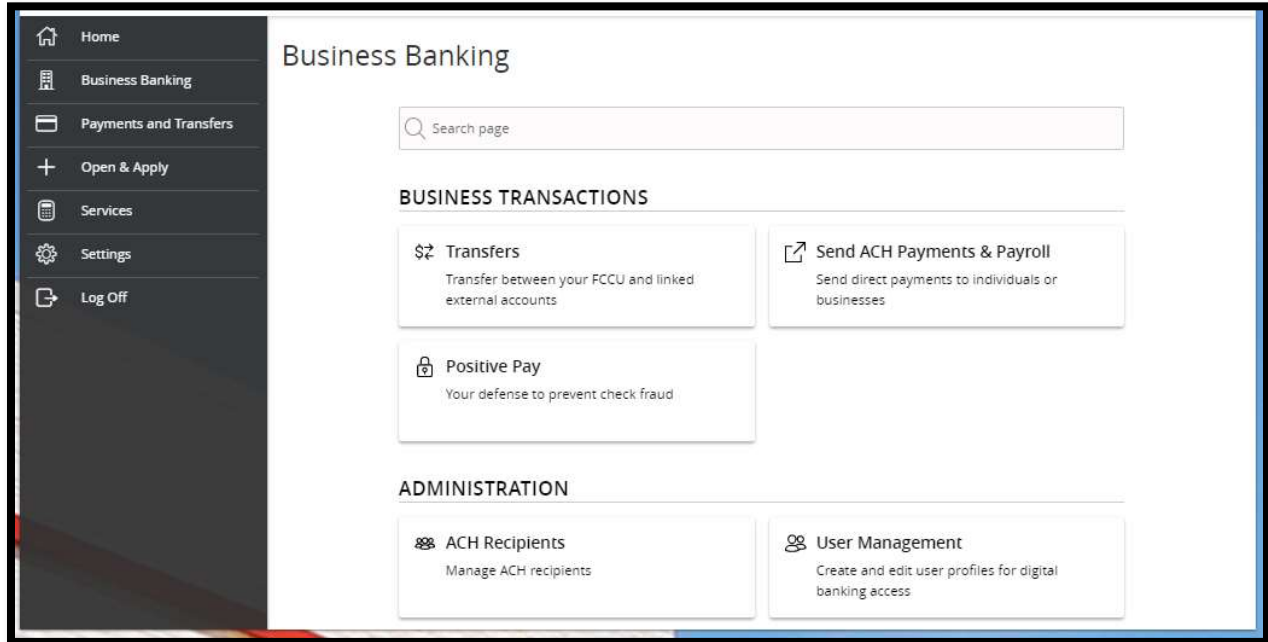 Home
Business Banking
Payments and Transfers
Open & Apply
Services
Settings
Log Off
Business Banking
Search page
BUSINESS TRANSACTIONS
Transfers
Transfer between your FCCU and linked
external accounts
Send ACH Payments & Payroll
Send direct payments to individuals or
businesses
Positive Pay
Your defense to prevent check fraud
ADMINISTRATION
ACH Recipients
Manage ACH recipients
User Management
Create and edit user profiles for digital
banking access